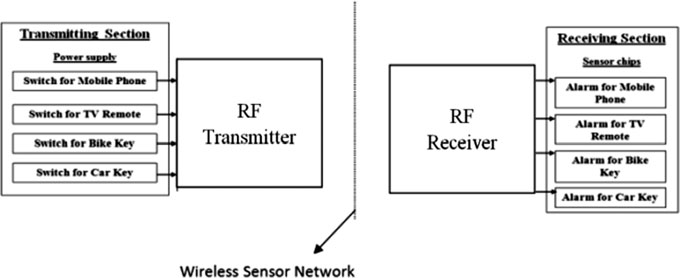 Transmitting Section
Power supply
Switch for Mobile Phone
Switch for TV Remote
Switch for Bike Key
Switch for Car Key
RF
Transmitter
RF
Receiver
Receiving Section
Sensor chips
Alarm for Mobile
Phone
Alarm for TV
Remote
Alarm for Bike
Key
Alarm for Car Key
Wireless Sensor Network